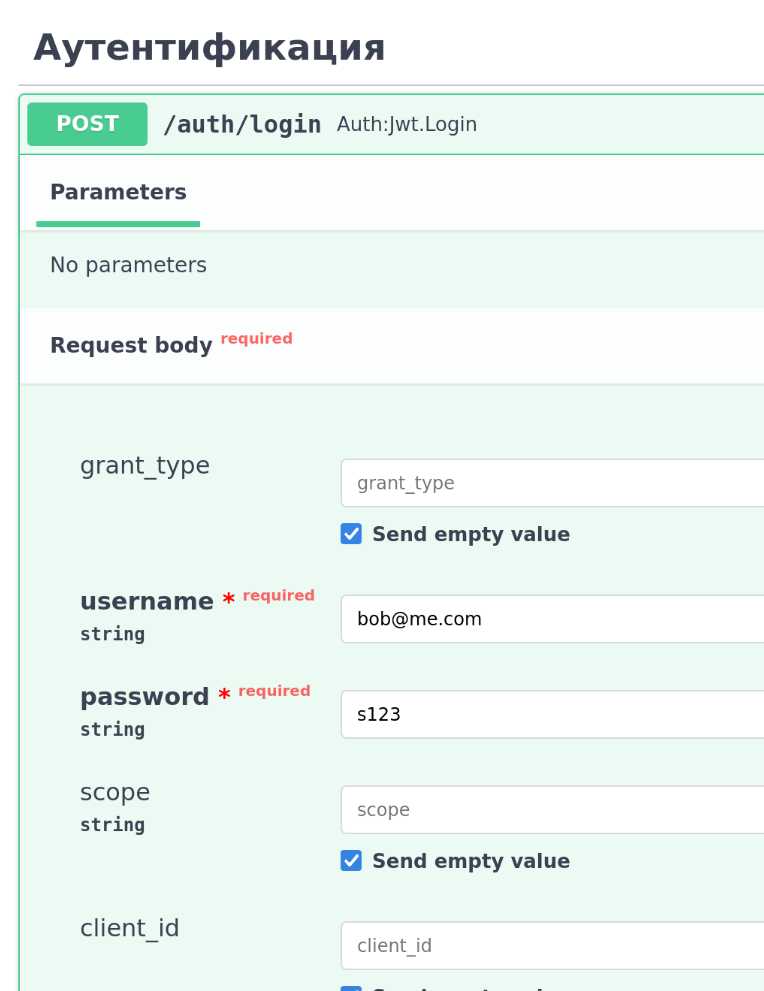 Аутентификация
POST /auth/login Auth:Jwt.Login
Parameters
No parameters
Request body required
grant_type
grant_type
Send empty value
username * required
string
bob@me.com
password * required
string
s123
scope
string
scope
Send empty value
client_id
client_id